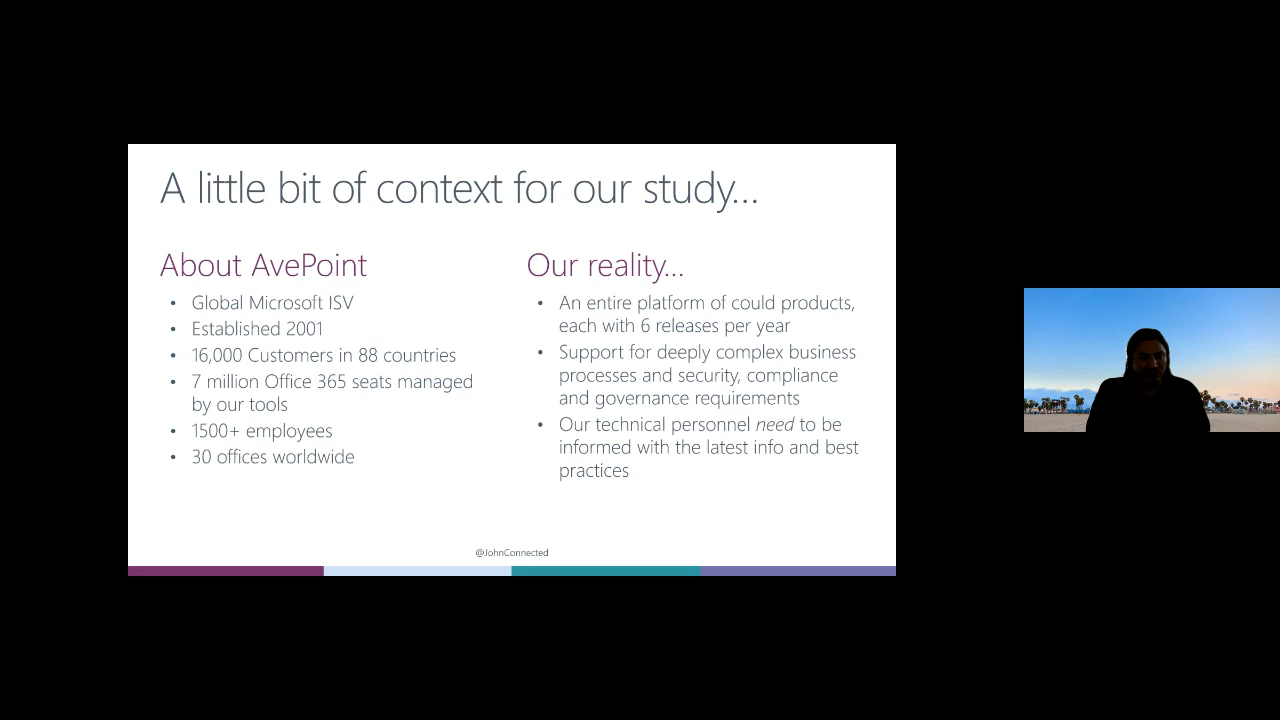 A little bit of context for our study...
About AvePoint
• Global Microsoft ISV
• Established 2001
• 16,000 Customers in 88 countries
• 7 million Office 365 seats managed
by our tools
• 1500+ employees
• 30 offices worldwide
Our reality...
• An entire platform of could products,
each with 6 releases per year
• Support for deeply complex business
processes and security, compliance
and governance requirements
• Our technical personnel need to be
informed with the latest info and best
practices
@JohnConnected